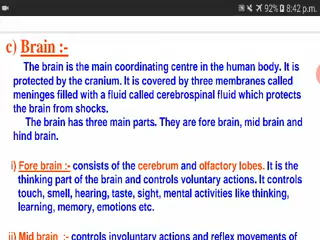 92% 8:42 p.m.
c) Brain :-
The brain is the main coordinating centre in the human body. It is
protected by the cranium. It is covered by three membranes called
meninges filled with a fluid called cerebrospinal fluid which protects
the brain from shocks.
The brain has three main parts. They are fore brain, mid brain and
hind brain.
i) Fore brain :- consists of the cerebrum and olfactory lobes. It is the
thinking part of the brain and controls voluntary actions. It controls
touch, smell, hearing, taste, sight, mental activities like thinking,
learning, memory, emotions etc.
ii) Mid brain :- controls involuntary actions and reflex movements of